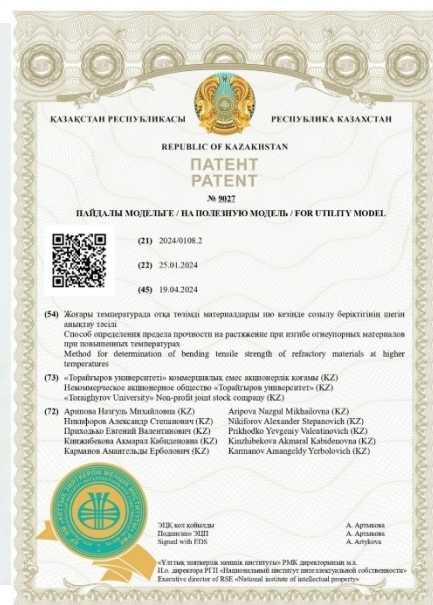 ҚАЗАҚСТАН РЕСПУБЛИКАСЫ РЕСПУБЛИКА КАЗАХСТАН
REPUBLIC OF KAZAKHSTAN
ПАТЕНТ
PATENT
№ 9027
ПАЙДАЛЫ МОДЕЛЬГЕ / НА ПОЛЕЗНУЮ МОДЕЛЬ / FOR UTILITY MODEL
(21) 2024/0108.2
(22) 25.01.2024
(45) 19.04.2024
(54) Жоғары температурада отқа төзімді материалдарды ию кезінде созылу беріктігінің шегін
анықтау тәсілі
Способ определения предела прочности на растяжение при изгибе огнеупорных материалов
при повышенных температурах
Method for determination of bending tensile strength of refractory materials at higher
temperatures
(73) «Торайғыров университеті» коммерциялық емес акционерлік қоғамы (KZ)
Некоммерческое акционерное общество «Торайгыров университет» (KZ)
«Toraighyrov University» Non-profit joint stock company (KZ)
(72) Арипова Назгуль Михайловна (KZ) Aripova Nazgul Mikhailovna (KZ)
Никифоров Александр Степанович (KZ) Nikiforov Alexander Stepanovich (KZ)
Приходько Евгений Валентинович (KZ) Prikhodko Yevgeniy Valentinovich (KZ)
Кинжибекова Акмарал Кабиденовна (KZ) Kinzhibekova Akmaral Kabidenovna (KZ)
Карманов Амангельды Ерболович (KZ) Karmanov Amangeldy Yerbolovich (KZ)
ЭЦҚ қол қойылды А. Артыкова
Подписано ЭЦП А. Артыкова
Signed with EDS A. Artykova
«Ұлттық зияткерлік меншік институты» РМК директорының м.а.
И.о. директора РГП «Национальный институт интеллектуальной собственности»
Executive director of RSE «National institute of intellectual property»